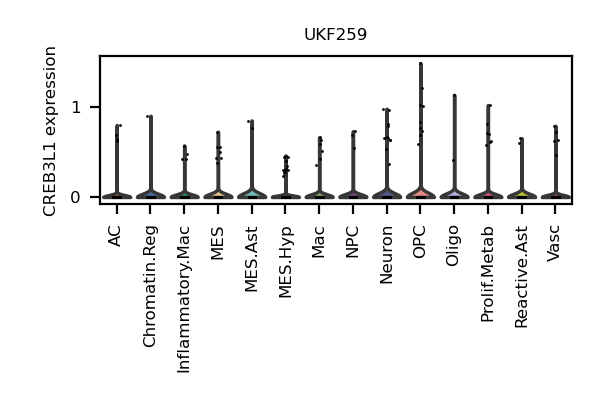 UKF259
CREB3L1 expression
1
0
AC
Chromatin.Reg
Inflammatory.Mac
MES
MES.Ast
MES.Hyp
Mac
NPC
Neuron
OPC
Oligo
Prolif.Metab
Reactive.Ast
Vasc